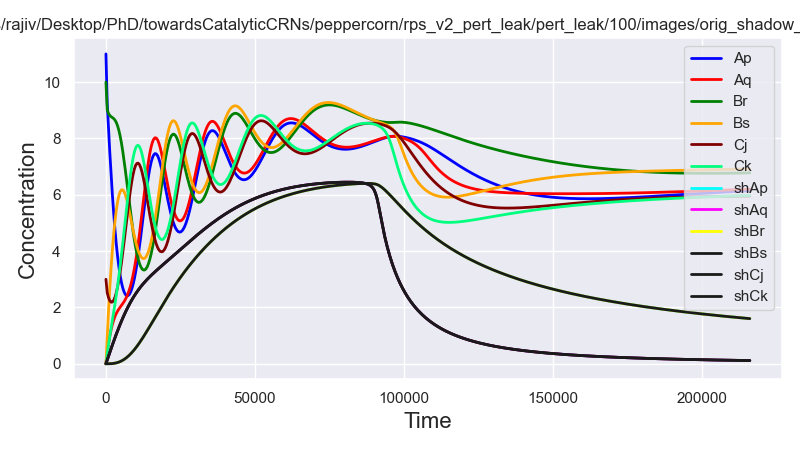 /rajiv/Desktop/PhD/towardsCatalyticCRNs/peppercorn/rps_v2_pert_leak/pert_leak/100/images/orig_shadow_
Concentration
10
8
6
4
2
0
0
50000
100000
150000
200000
Time
Ap
Aq
Br
Bs
Cj
Ck
shAp
shAq
shBr
shBs
shCj
shCk